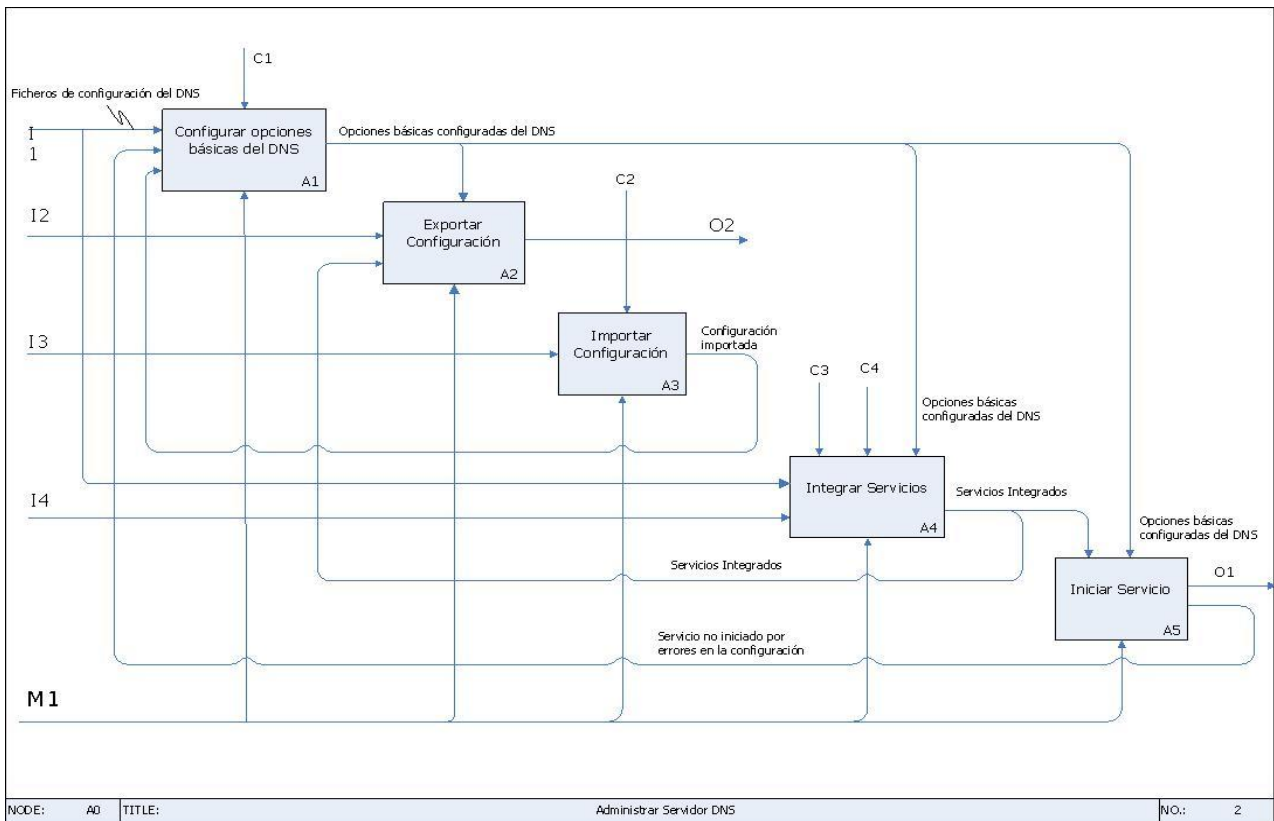 C1
Ficheros de configuración del DNS
I
1
Configurar opciones
básicas del DNS
A1
Opciones básicas configuradas del DNS
C2
I2
Exportar
Configuración
A2
O2
I3
Importar
Configuración
A3
Configuración
importada
C3
C4
Opciones básicas
configuradas del DNS
I4
Integrar Servicios
A4
Servicios Integrados
Opciones básicas
configuradas del DNS
Servicios Integrados
Iniciar Servicio
A5
O1
Servicio no iniciado por
errores en la configuración
M1
NODE: A0 TITLE: Administrar Servidor DNS NO.: 2